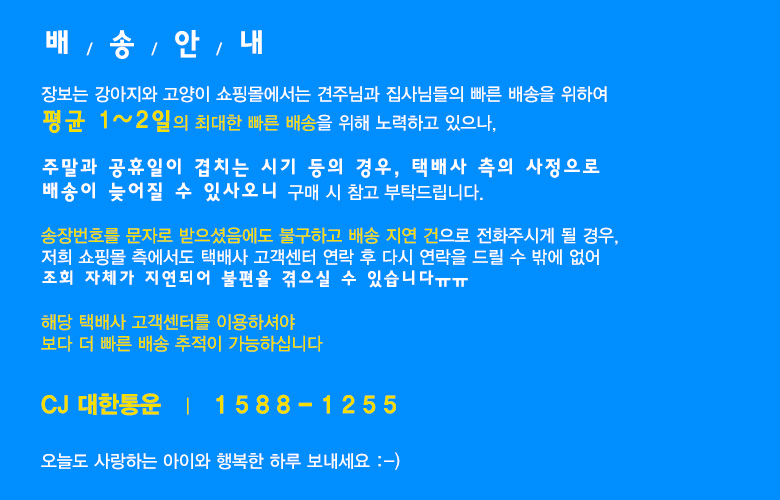 배 / 송 / 안 / 내
장보는 강아지와 고양이 쇼핑몰에서는 견주님과 집사님들의 빠른 배송을 위하여
평균 1~2일의 최대한 빠른 배송을 위해 노력하고 있으나,
주말과 공휴일이 겹치는 시기 등의 경우, 택배사 측의 사정으로
배송이 늦어질 수 있사오니 구매 시 참고 부탁드립니다.
송장번호를 문자로 받으셨음에도 불구하고 배송 지연 건으로 전화주시게 될 경우,
저희 쇼핑몰 측에서도 택배사 고객센터 연락 후 다시 연락을 드릴 수 밖에 없어
조회 자체가 지연되어 불편을 겪으실 수 있습니다ㅠㅠ
해당 택배사 고객센터를 이용하셔야
보다 더 빠른 배송 추적이 가능하십니다
CJ 대한통운 | 1588-1255
오늘도 사랑하는 아이와 행복한 하루 보내세요 :-)